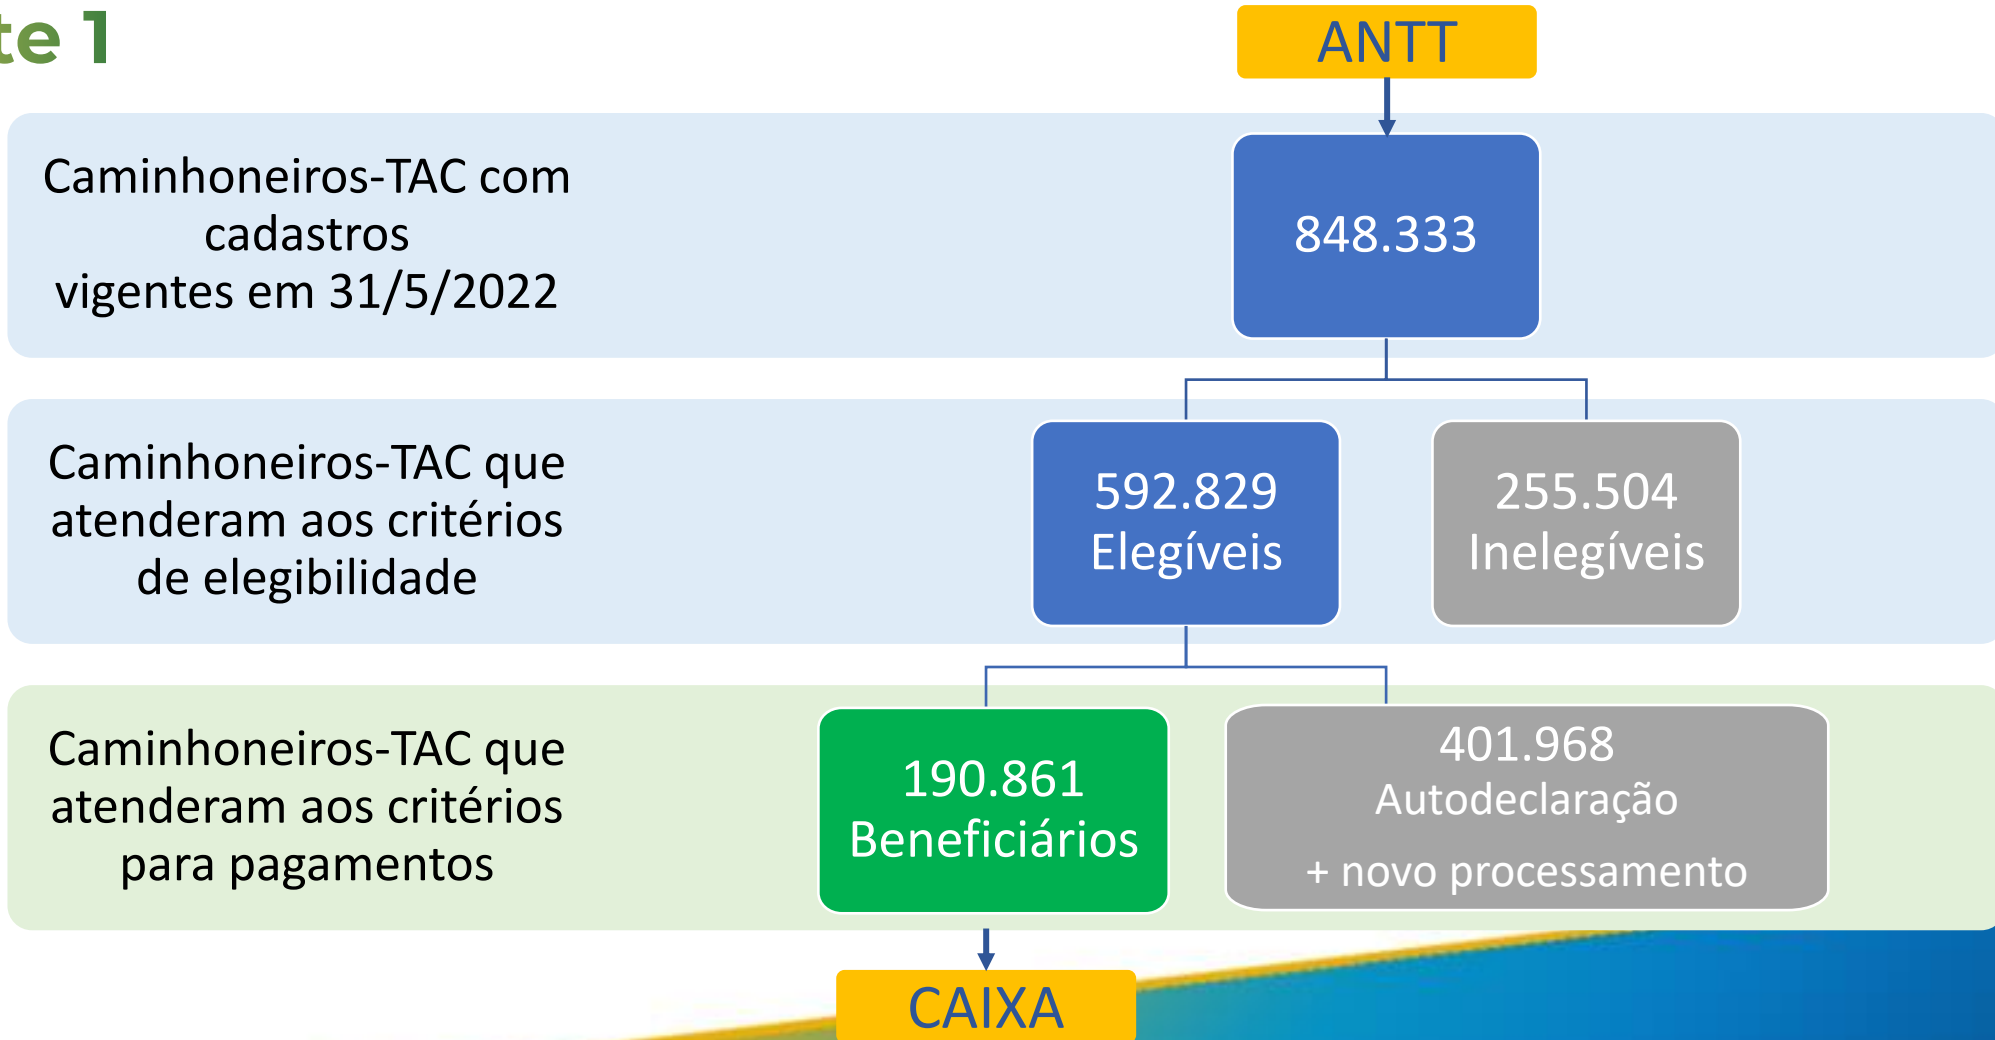 te 1
ANTT
Caminhoneiros-TAC com
cadastros
vigentes em 31/5/2022
848.333
Caminhoneiros-TAC que
atenderam aos critérios
de elegibilidade
592.829
Elegíveis
255.504
Inelegíveis
Caminhoneiros-TAC que
atenderam aos critérios
para pagamentos
190.861
Beneficiários
401.968
Autodeclaração
+ novo processamento
CAIXA